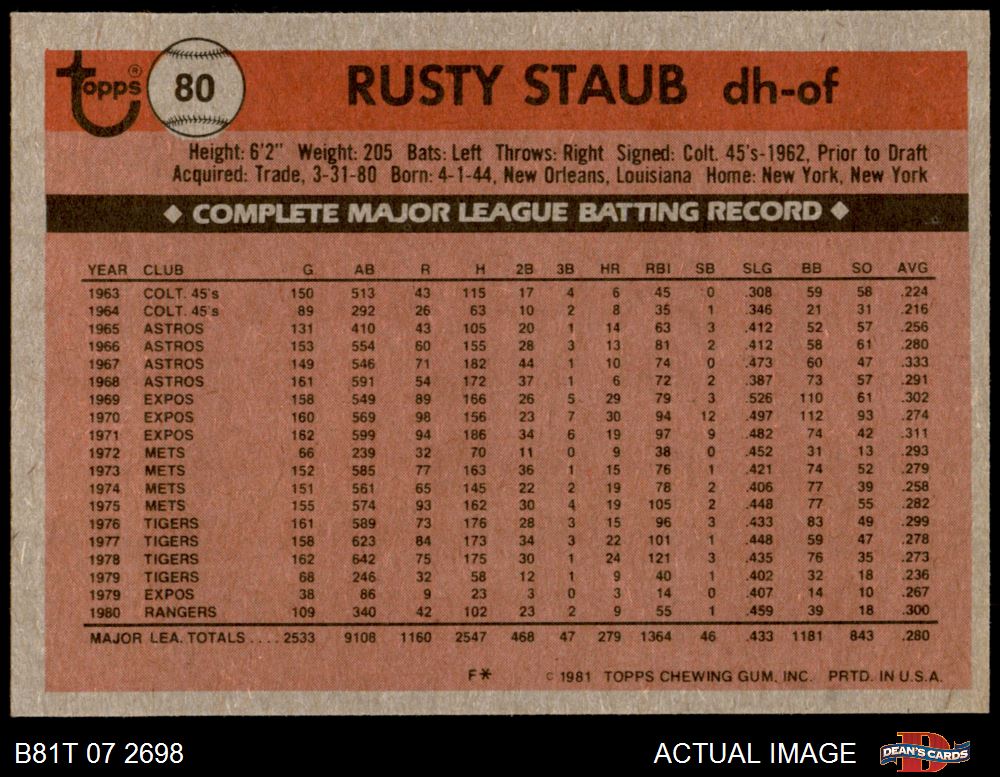 Topps® 80 RUSTY STAUB dh-of
Height: 6'2" Weight: 205 Bats: Left Throws: Right Signed: Colt. 45's-1962, Prior to Draft
Acquired: Trade, 3-31-80 Born: 4-1-44, New Orleans, Louisiana Home: New York, New York
◆ COMPLETE MAJOR LEAGUE BATTING RECORD ◆
YEAR CLUB G AB R H 2B 3B HR RBI SB SLG BB SO AVG
1963 COLT. 45's 150 513 43 115 17 4 6 45 0 .308 59 58 .224
1964 COLT. 45's 89 292 26 63 10 2 8 35 1 .346 21 31 .216
1965 ASTROS 131 410 43 105 20 1 14 63 3 .412 52 57 .256
1966 ASTROS 153 554 60 155 28 3 13 81 2 .412 58 61 .280
1967 ASTROS 149 546 71 182 44 1 10 74 0 .473 60 47 .333
1968 ASTROS 161 591 54 172 37 1 6 72 2 .387 73 57 .291
1969 EXPOS 158 549 89 166 26 5 29 79 3 .526 110 61 .302
1970 EXPOS 160 569 98 156 23 7 30 94 12 .497 112 93 .274
1971 EXPOS 162 599 94 186 34 6 19 97 9 .482 74 42 .311
1972 METS 66 239 32 70 11 0 9 38 0 .452 31 13 .293
1973 METS 152 585 77 163 36 1 15 76 1 .421 74 52 .279
1974 METS 151 561 65 145 22 2 19 78 2 .406 77 39 .258
1975 METS 155 574 93 162 30 4 19 105 2 .448 77 55 .282
1976 TIGERS 161 589 73 176 28 3 15 96 3 .433 83 49 .299
1977 TIGERS 158 623 84 173 34 3 22 101 1 .448 59 47 .278
1978 TIGERS 162 642 75 175 30 1 24 121 3 .435 76 35 .273
1979 TIGERS 68 246 32 58 12 1 9 40 1 .402 32 18 .236
1979 EXPOS 38 86 9 23 3 0 3 14 0 .407 14 10 .267
1980 RANGERS 109 340 42 102 23 2 9 55 1 .459 39 18 .300
MAJOR LEA. TOTALS .... 2533 9108 1160 2547 468 47 279 1364 46 .433 1181 843 .280
F* © 1981 TOPPS CHEWING GUM, INC. PRTD. IN U.S.A.
B81T 07 2698 ACTUAL IMAGE DEAN'S CARDS